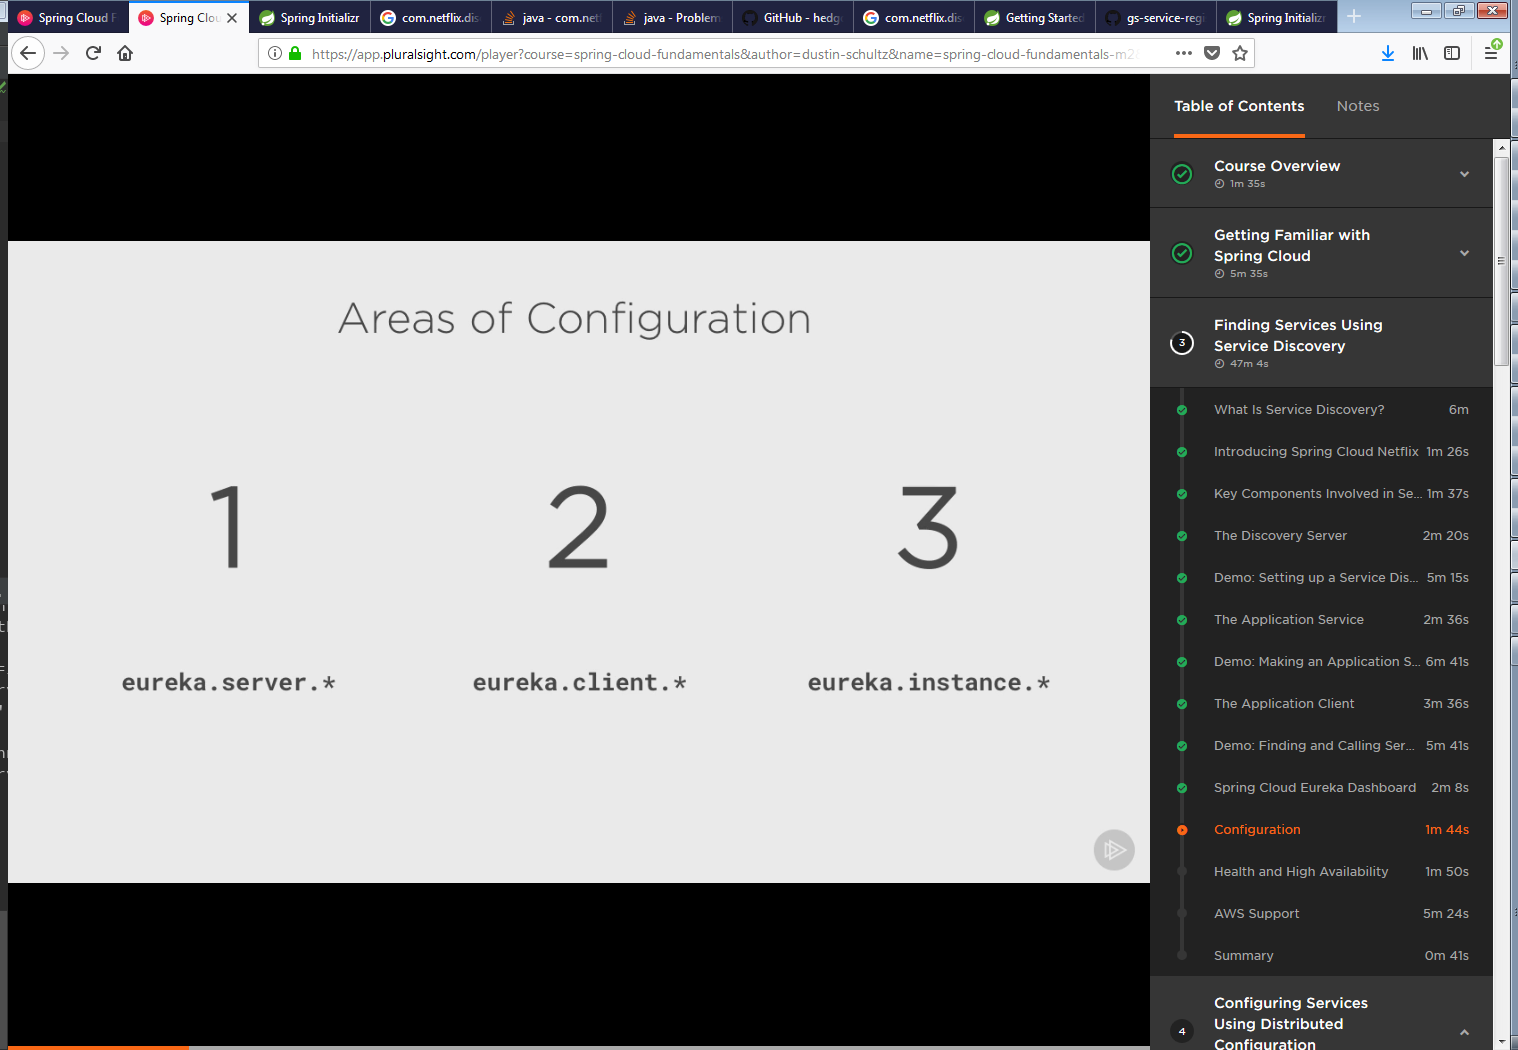 Spring Cloud F
Spring Clou
Spring Initializr
com.netflix.dis
java - com.netf
java - Problem
GitHub - hedg
com.netflix.dis
Getting Started
gs-service-regi
Spring Initializr
https://app.pluralsight.com/player?course=spring-cloud-fundamentals&author=dustin-schultz&name=spring-cloud-fundamentals-m2
Table of Contents
Notes
Course Overview
1m 35s
Getting Familiar with
Spring Cloud
5m 35s
3
Finding Services Using
Service Discovery
47m 4s
What Is Service Discovery? 6m
Introducing Spring Cloud Netflix 1m 26s
Key Components Involved in Se... 1m 37s
The Discovery Server 2m 20s
Demo: Setting up a Service Dis... 5m 15s
The Application Service 2m 36s
Demo: Making an Application S... 6m 41s
The Application Client 3m 36s
Demo: Finding and Calling Ser... 5m 41s
Spring Cloud Eureka Dashboard 2m 8s
Configuration 1m 44s
Health and High Availability 1m 50s
AWS Support 5m 24s
Summary 0m 41s
4
Configuring Services
Using Distributed
Configuration
Areas of Configuration
1
2
3
eureka.server.*
eureka.client.*
eureka.instance.*